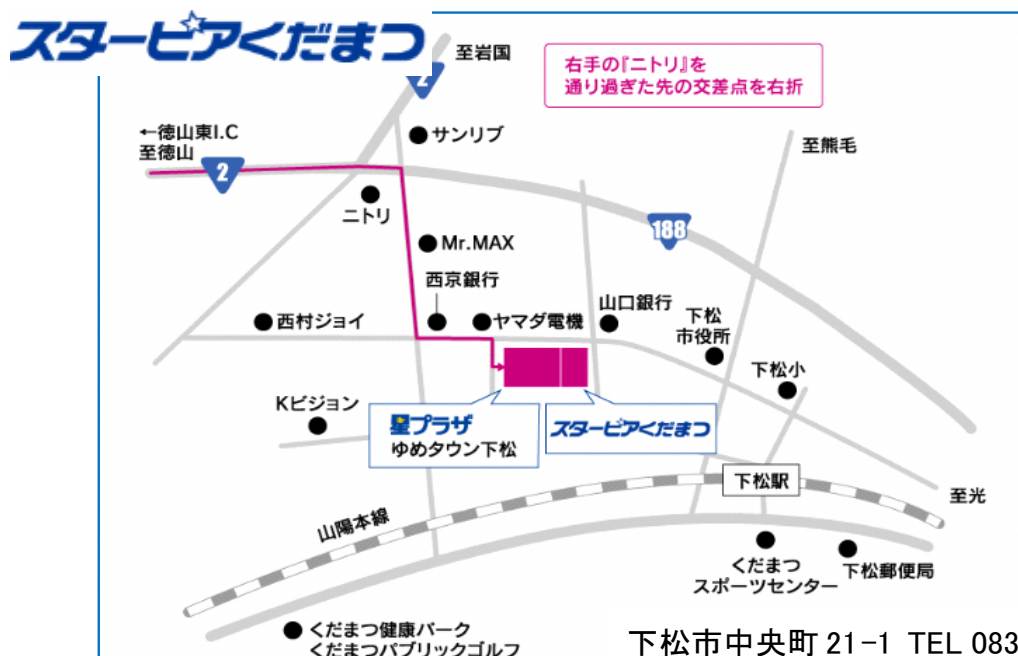 スターピアくだまつ
至岩国
2
右手の『ニトリ』を
通り過ぎた先の交差点を右折
←徳山東I.C
至徳山
2
サンリブ
至熊毛
ニトリ
188
Mr.MAX
西京銀行
西村ジョイ
ヤマダ電機
山口銀行
下松
市役所
下松小
Kビジョン
星プラザ
ゆめタウン下松
スターピアくだまつ
下松駅
至光
山陽本線
くだまつ
スポーツセンター
下松郵便局
くだまつ健康パーク
くだまつパブリックゴルフ
下松市中央町 21-1 TEL 083